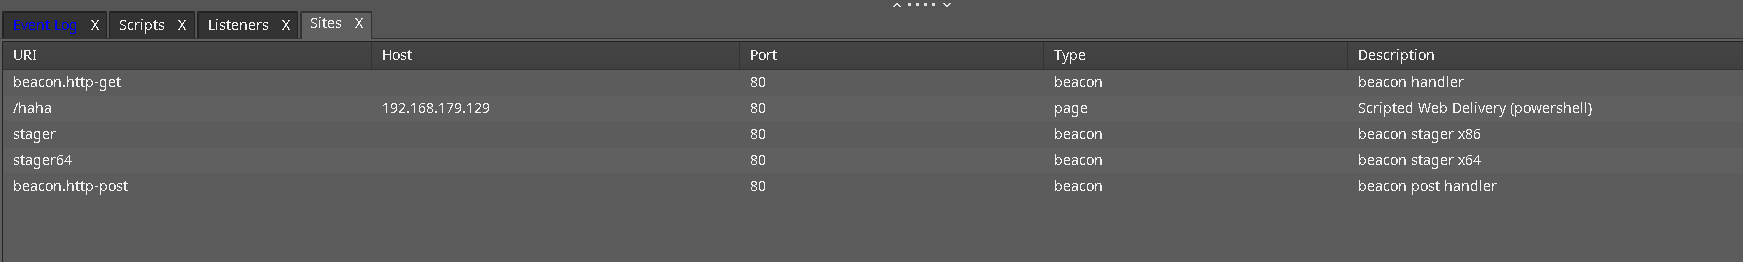 Event Log X Scripts X Listeners X Sites X
URI Host Port Type Description
beacon.http-get 80 beacon beacon handler
/haha 192.168.179.129 80 page Scripted Web Delivery (powershell)
stager 80 beacon beacon stager x86
stager64 80 beacon beacon stager x64
beacon.http-post 80 beacon beacon post handler